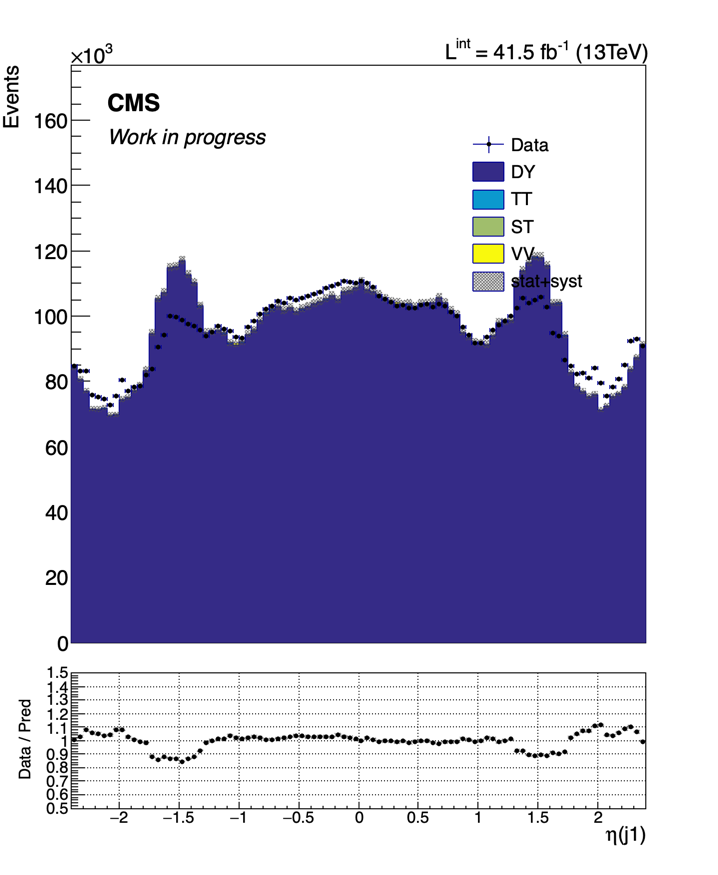 ×10³
L^int = 41.5 fb⁻¹ (13TeV)
Events
CMS
Work in progress
Data
DY
TT
ST
VV
stat+syst
160
140
120
100
80
60
40
20
0
Data / Pred
1.5
1.4
1.3
1.2
1.1
1
0.9
0.8
0.7
0.6
0.5
−2 −1.5 −1 −0.5 0 0.5 1 1.5 2
η(j1)